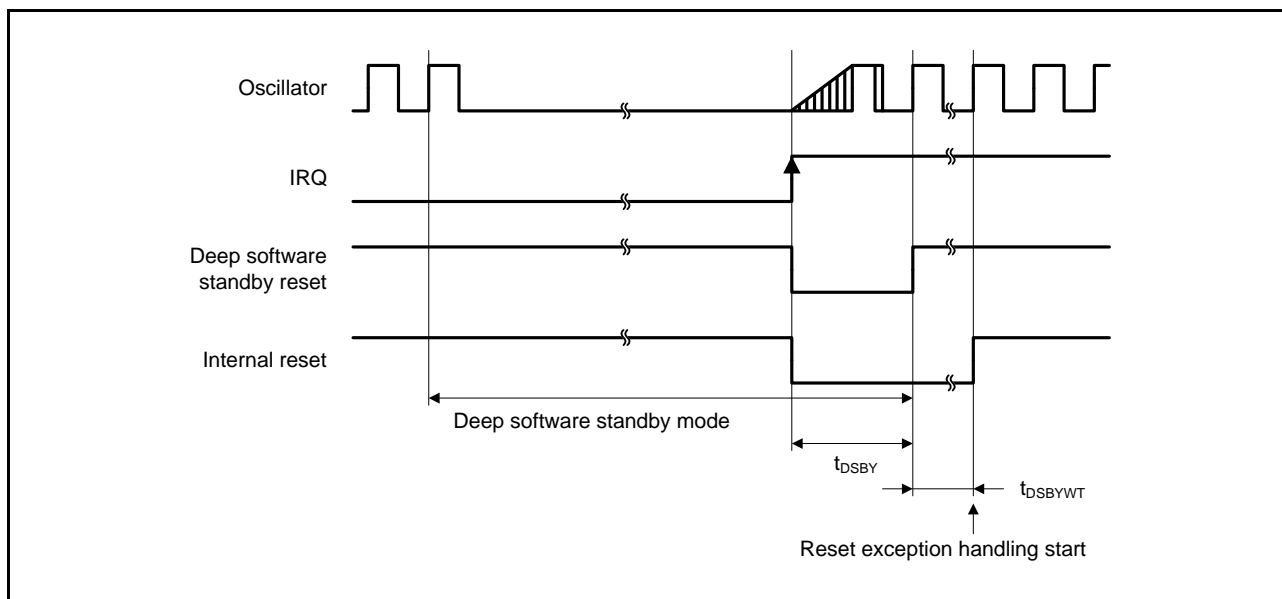 Oscillator
IRQ
Deep software
standby reset
Internal reset
Deep software standby mode
tDSBY
tDSBYWT
Reset exception handling start